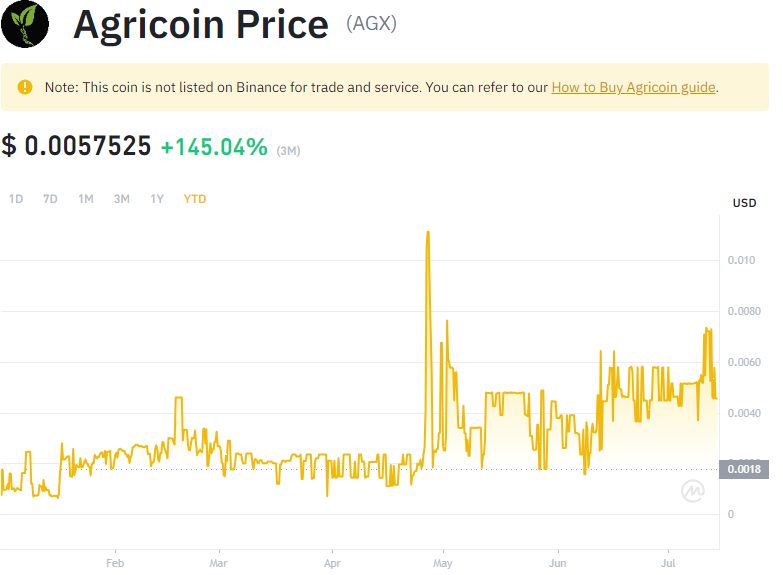 Agricoin Price (AGX)
Note: This coin is not listed on Binance for trade and service. You can refer to our How to Buy Agricoin guide.
$ 0.0057525 +145.04% (3M)
1D 7D 1M 3M 1Y YTD
USD
0.010
0.0080
0.0060
0.0040
0.0018
0
Feb Mar Apr May Jun Jul